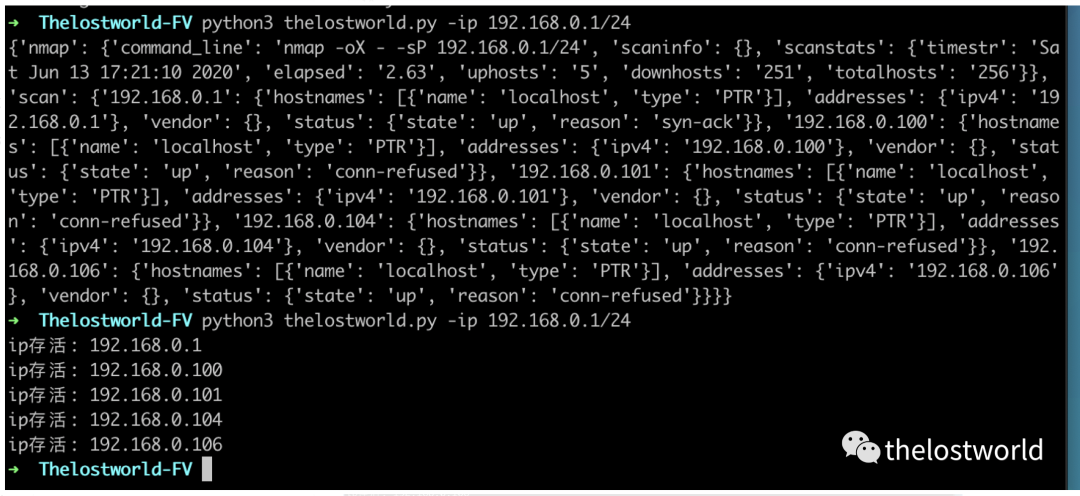 → Thelostworld-FV python3 thelostworld.py -ip 192.168.0.1/24
{'nmap': {'command_line': 'nmap -oX - -sP 192.168.0.1/24', 'scaninfo': {}, 'scanstats': {'timestr': 'Sa
t Jun 13 17:21:10 2020', 'elapsed': '2.63', 'uphosts': '5', 'downhosts': '251', 'totalhosts': '256'}},
'scan': {'192.168.0.1': {'hostnames': [{'name': 'localhost', 'type': 'PTR'}], 'addresses': {'ipv4': '19
2.168.0.1'}, 'vendor': {}, 'status': {'state': 'up', 'reason': 'syn-ack'}}, '192.168.0.100': {'hostname
s': [{'name': 'localhost', 'type': 'PTR'}], 'addresses': {'ipv4': '192.168.0.100'}, 'vendor': {}, 'stat
us': {'state': 'up', 'reason': 'conn-refused'}}, '192.168.0.101': {'hostnames': [{'name': 'localhost',
'type': 'PTR'}], 'addresses': {'ipv4': '192.168.0.101'}, 'vendor': {}, 'status': {'state': 'up', 'reaso
n': 'conn-refused'}}, '192.168.0.104': {'hostnames': [{'name': 'localhost', 'type': 'PTR'}], 'addresses
': {'ipv4': '192.168.0.104'}, 'vendor': {}, 'status': {'state': 'up', 'reason': 'conn-refused'}}, '192.
168.0.106': {'hostnames': [{'name': 'localhost', 'type': 'PTR'}], 'addresses': {'ipv4': '192.168.0.106'
}, 'vendor': {}, 'status': {'state': 'up', 'reason': 'conn-refused'}}}}
→ Thelostworld-FV python3 thelostworld.py -ip 192.168.0.1/24
ip存活: 192.168.0.1
ip存活: 192.168.0.100
ip存活: 192.168.0.101
ip存活: 192.168.0.104
ip存活: 192.168.0.106
→ Thelostworld-FV
thelostworld